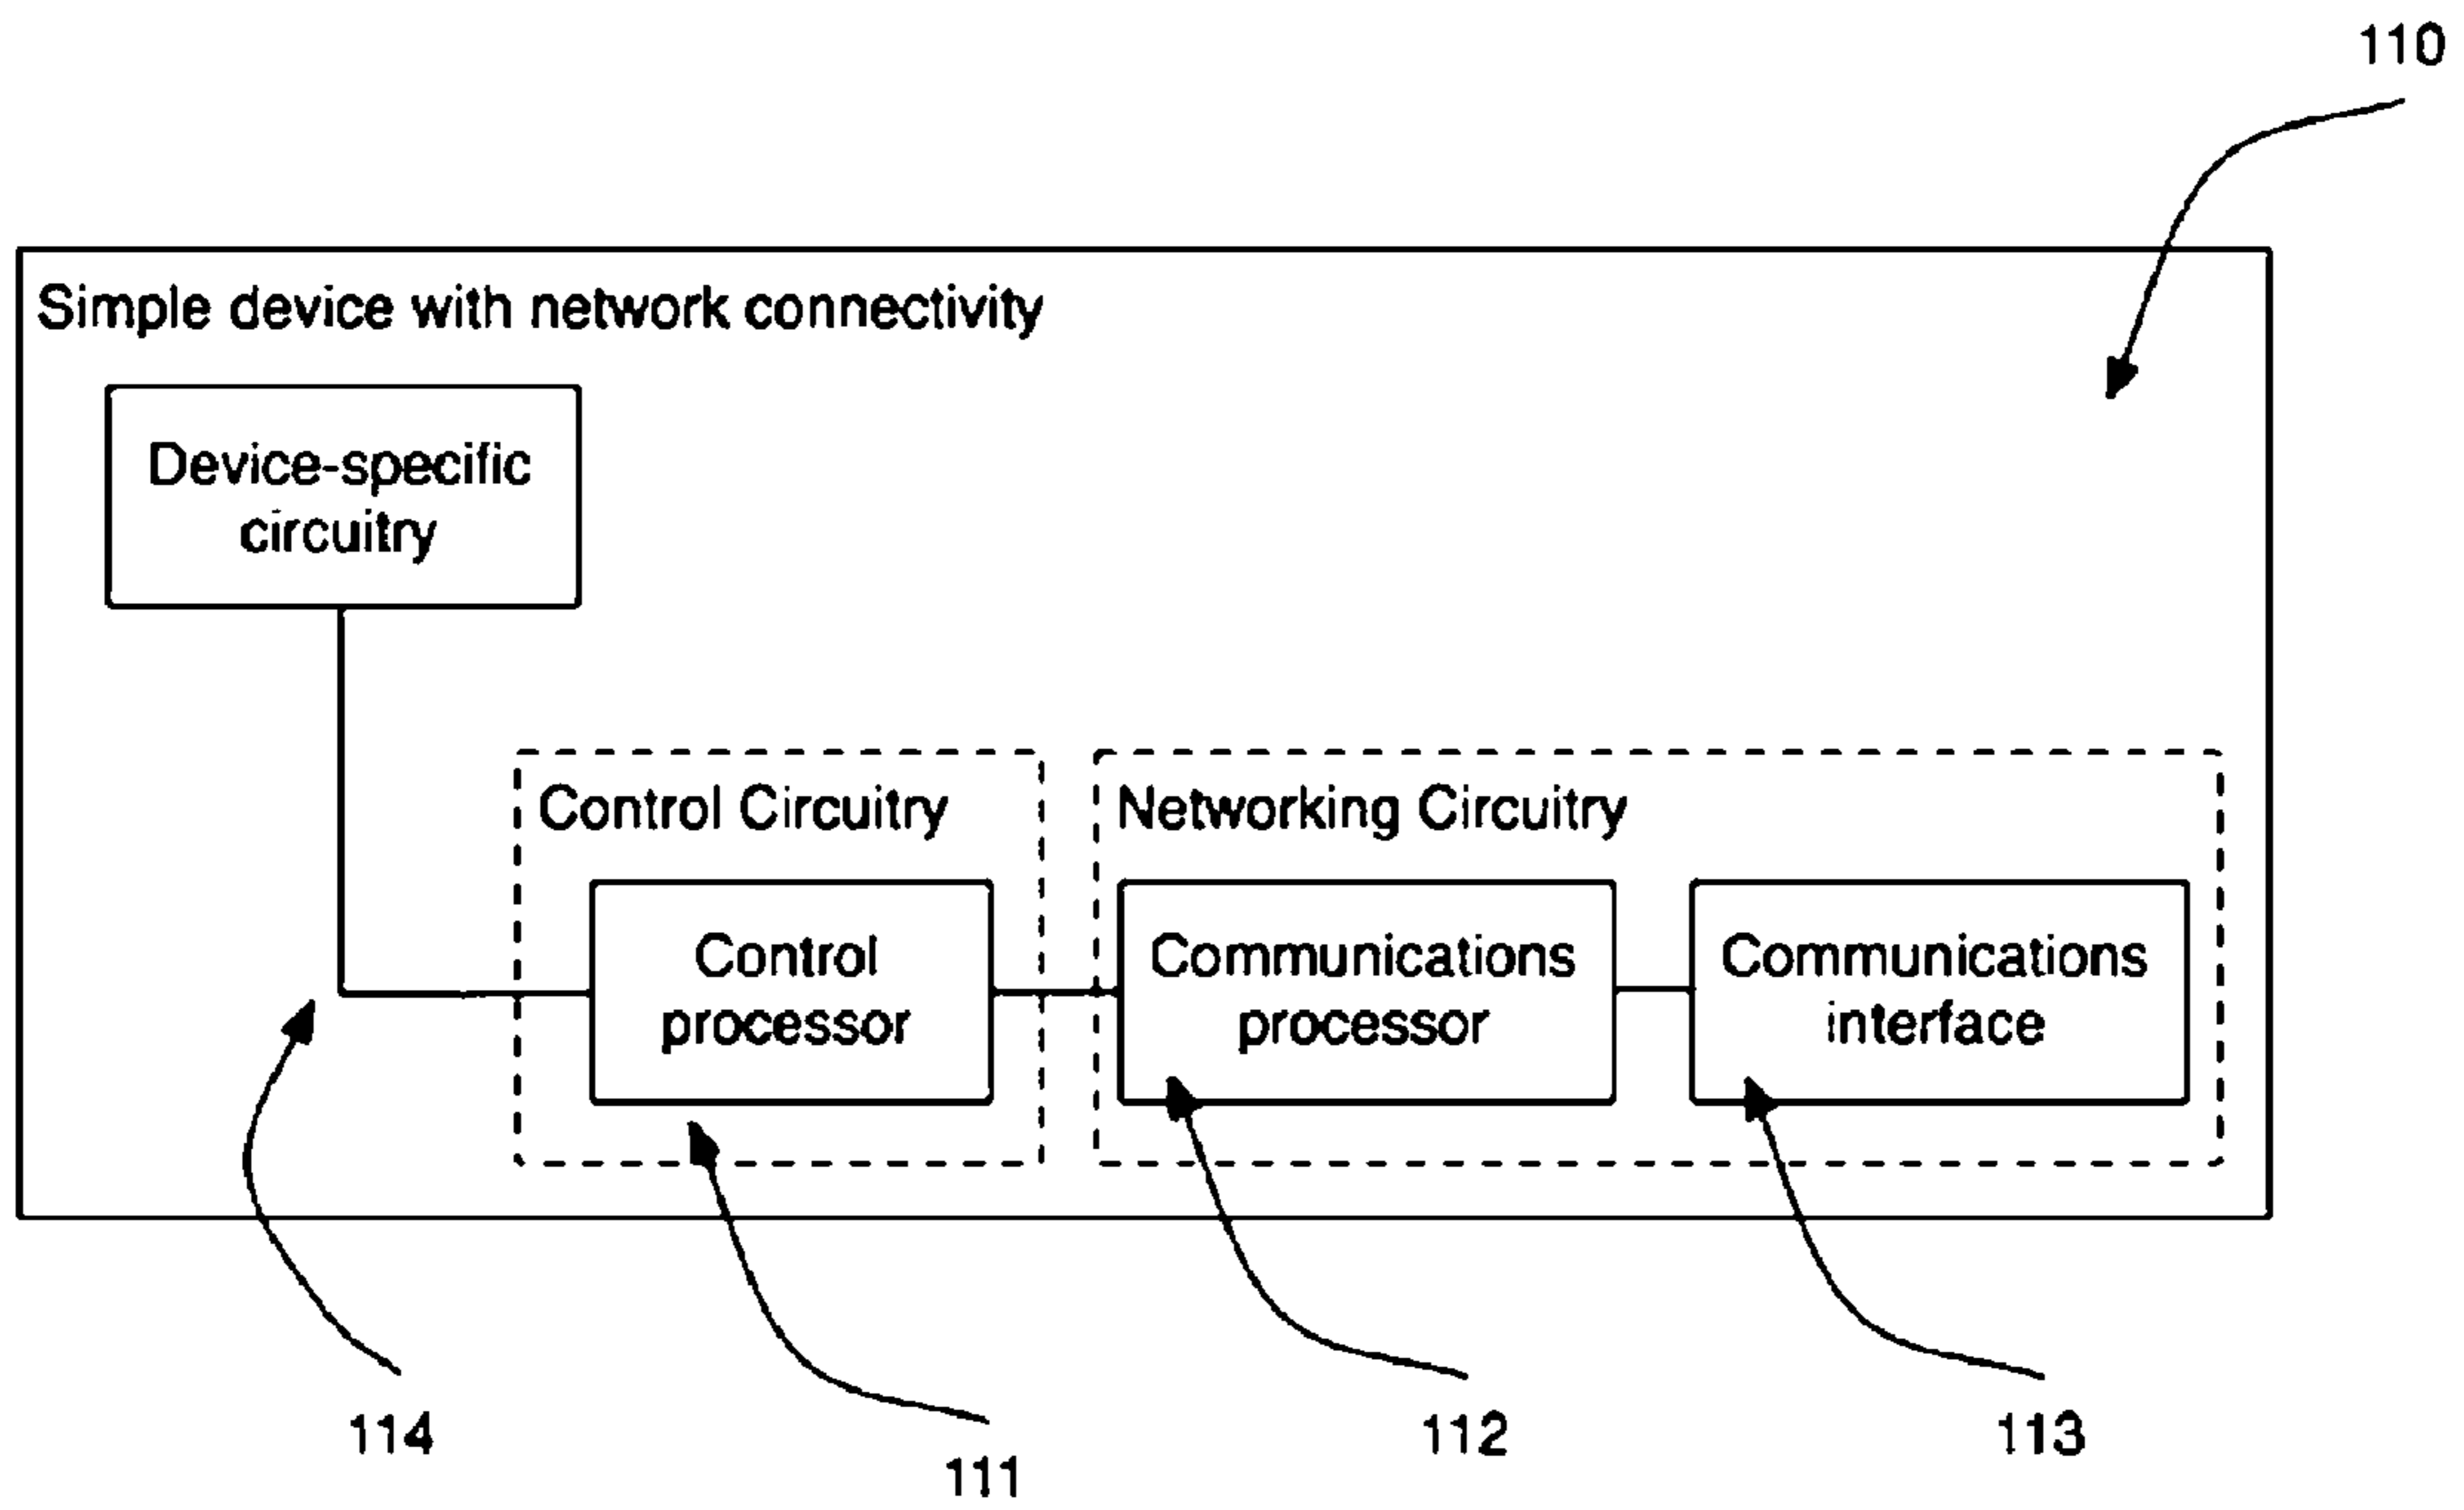 110
Simple device with network connectivity
Device-specific
circuitry
Control Circuitry
Networking Circuitry
Control
processor
Communications
processor
Communications
interface
114
111
112
113